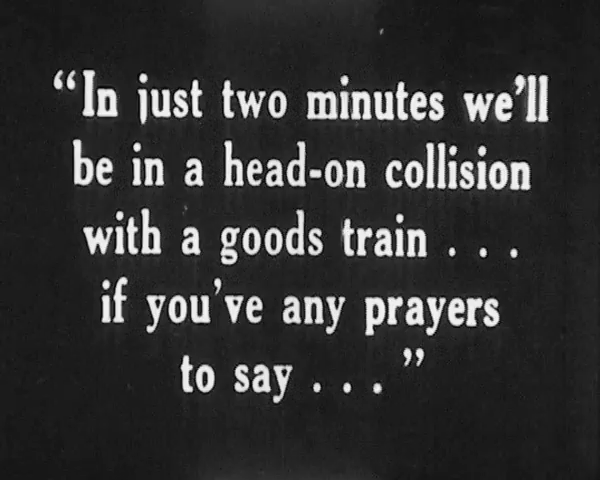 “In just two minutes we’ll
be in a head-on collision
with a goods train . . .
if you’ve any prayers
to say . . . ”